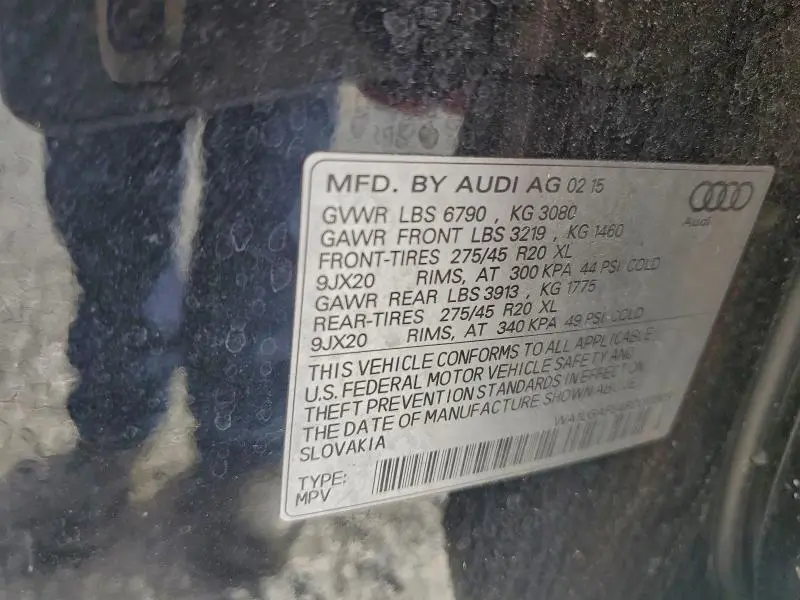 MFD. BY AUDI AG 02 15
Audi
GVWR LBS 6790 , KG 3080
GAWR FRONT LBS 3219 , KG 1460
FRONT-TIRES 275/45 R20 XL
9JX20 RIMS, AT 300 KPA 44 PSI COLD
GAWR REAR LBS 3913 , KG 1775
REAR-TIRES 275/45 R20 XL
9JX20 RIMS, AT 340 KPA 49 PSI COLD
THIS VEHICLE CONFORMS TO ALL APPLICABLE
U.S. FEDERAL MOTOR VEHICLE SAFETY AND
THEFT PREVENTION STANDARDS IN EFFECT ON
THE DATE OF MANUFACTURE SHOWN ABOVE.
SLOVAKIA
TYPE:
MPV